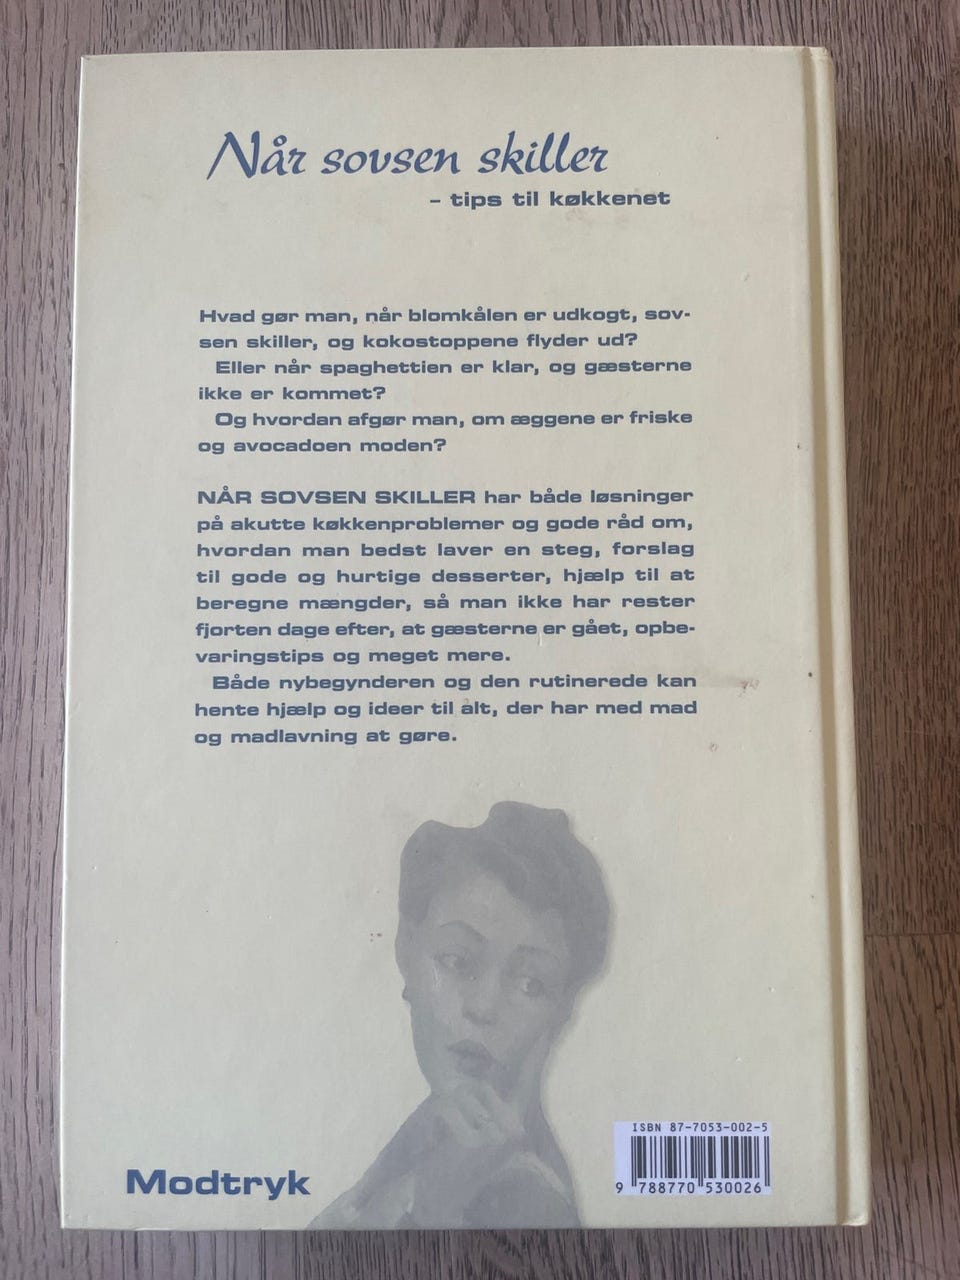 Når sovsen skiller
– tips til køkkenet
Hvad gør man, når blomkålen er udkogt, sov-
sen skiller, og kokostoppene flyder ud?
Eller når spaghettien er klar, og gæsterne
ikke er kommet?
Og hvordan afgør man, om æggene er friske
og avocadoen moden?
NÅR SOVSEN SKILLER har både løsninger
på akutte køkkenproblemer og gode råd om,
hvordan man bedst laver en steg, forslag
til gode og hurtige desserter, hjælp til at
beregne mængder, så man ikke har rester
fjorten dage efter, at gæsterne er gået, opbe-
varingstips og meget mere.
Både nybegynderen og den rutinerede kan
hente hjælp og ideer til alt, der har med mad
og madlavning at gøre.
ISBN 87-7053-002-5
9 788770 530026
Modtryk